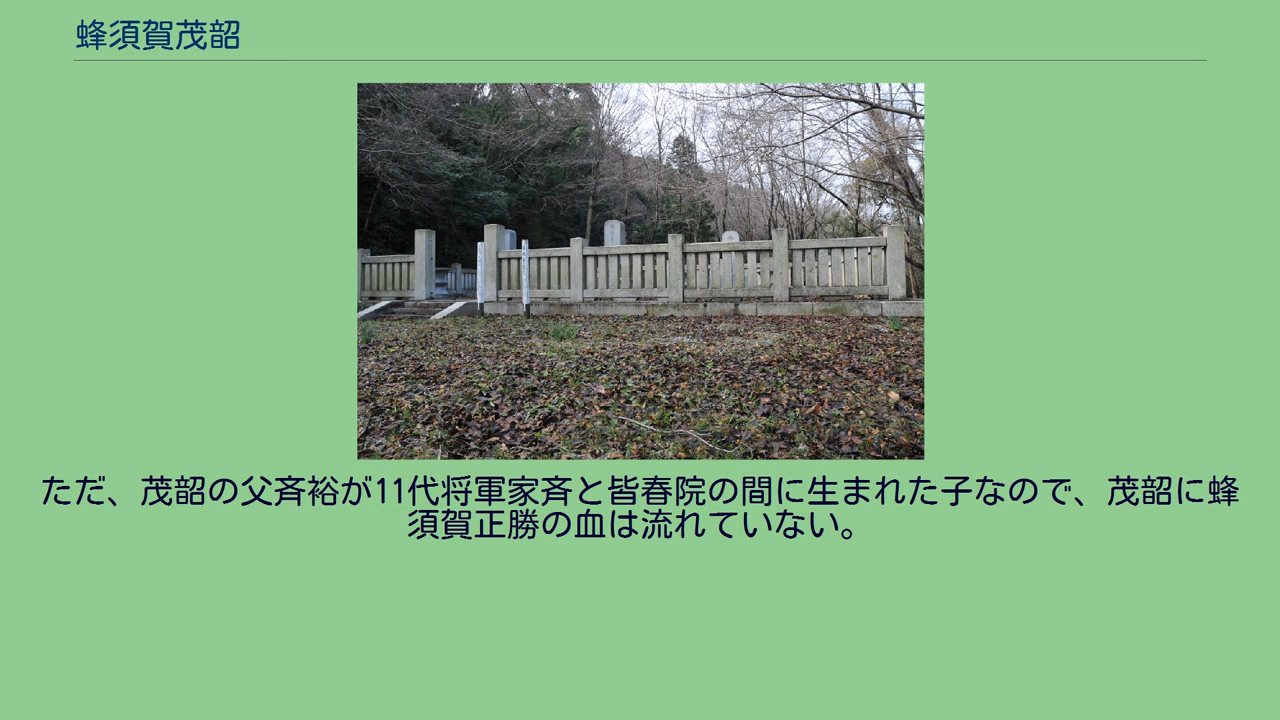 蜂須賀茂韶
ただ、茂韶の父斉裕が11代将軍家斉と皆春院の間に生まれた子なので、茂韶に蜂
須賀正勝の血は流れていない。